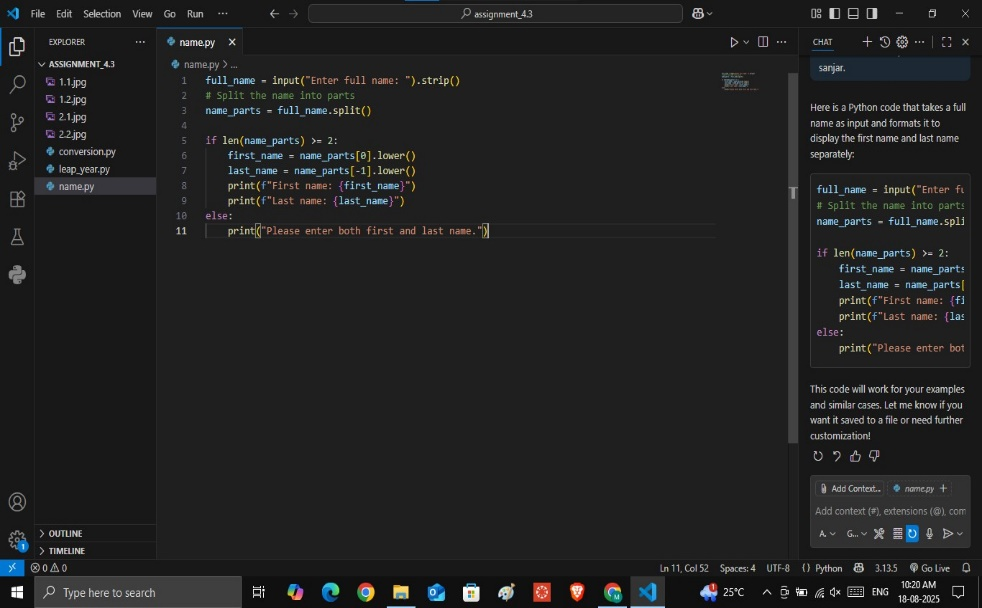 File Edit Selection View Go Run ··· assignment_4.3
EXPLORER ···
ASSIGNMENT_4.3
1.1.jpg
1.2.jpg
2.1.jpg
2.2.jpg
conversion.py
leap_year.py
name.py
OUTLINE
TIMELINE
name.py
name.py > ...
1 full_name = input("Enter full name: ").strip()
2 # Split the name into parts
3 name_parts = full_name.split()
4
5 if len(name_parts) >= 2:
6 first_name = name_parts[0].lower()
7 last_name = name_parts[-1].lower()
8 print(f"First name: {first_name}")
9 print(f"Last name: {last_name}")
10 else:
11 print("Please enter both first and last name.")
CHAT
sanjar.
Here is a Python code that takes a full
name as input and formats it to
display the first name and last name
separately:
full_name = input("Enter fu
# Split the name into parts
name_parts = full_name.spli
if len(name_parts) >= 2:
first_name = name_parts
last_name = name_parts[
print(f"First name: {fi
print(f"Last name: {las
else:
print("Please enter bot
This code will work for your examples
and similar cases. Let me know if you
want it saved to a file or need further
customization!
Add Context... name.py +
Add context (#), extensions (@), com
A. G...
1
0 0 Ln 11, Col 52 Spaces: 4 UTF-8 {} Python 3.13.5 Go Live
Type here to search 25°C ENG 10:20 AM
18-08-2025